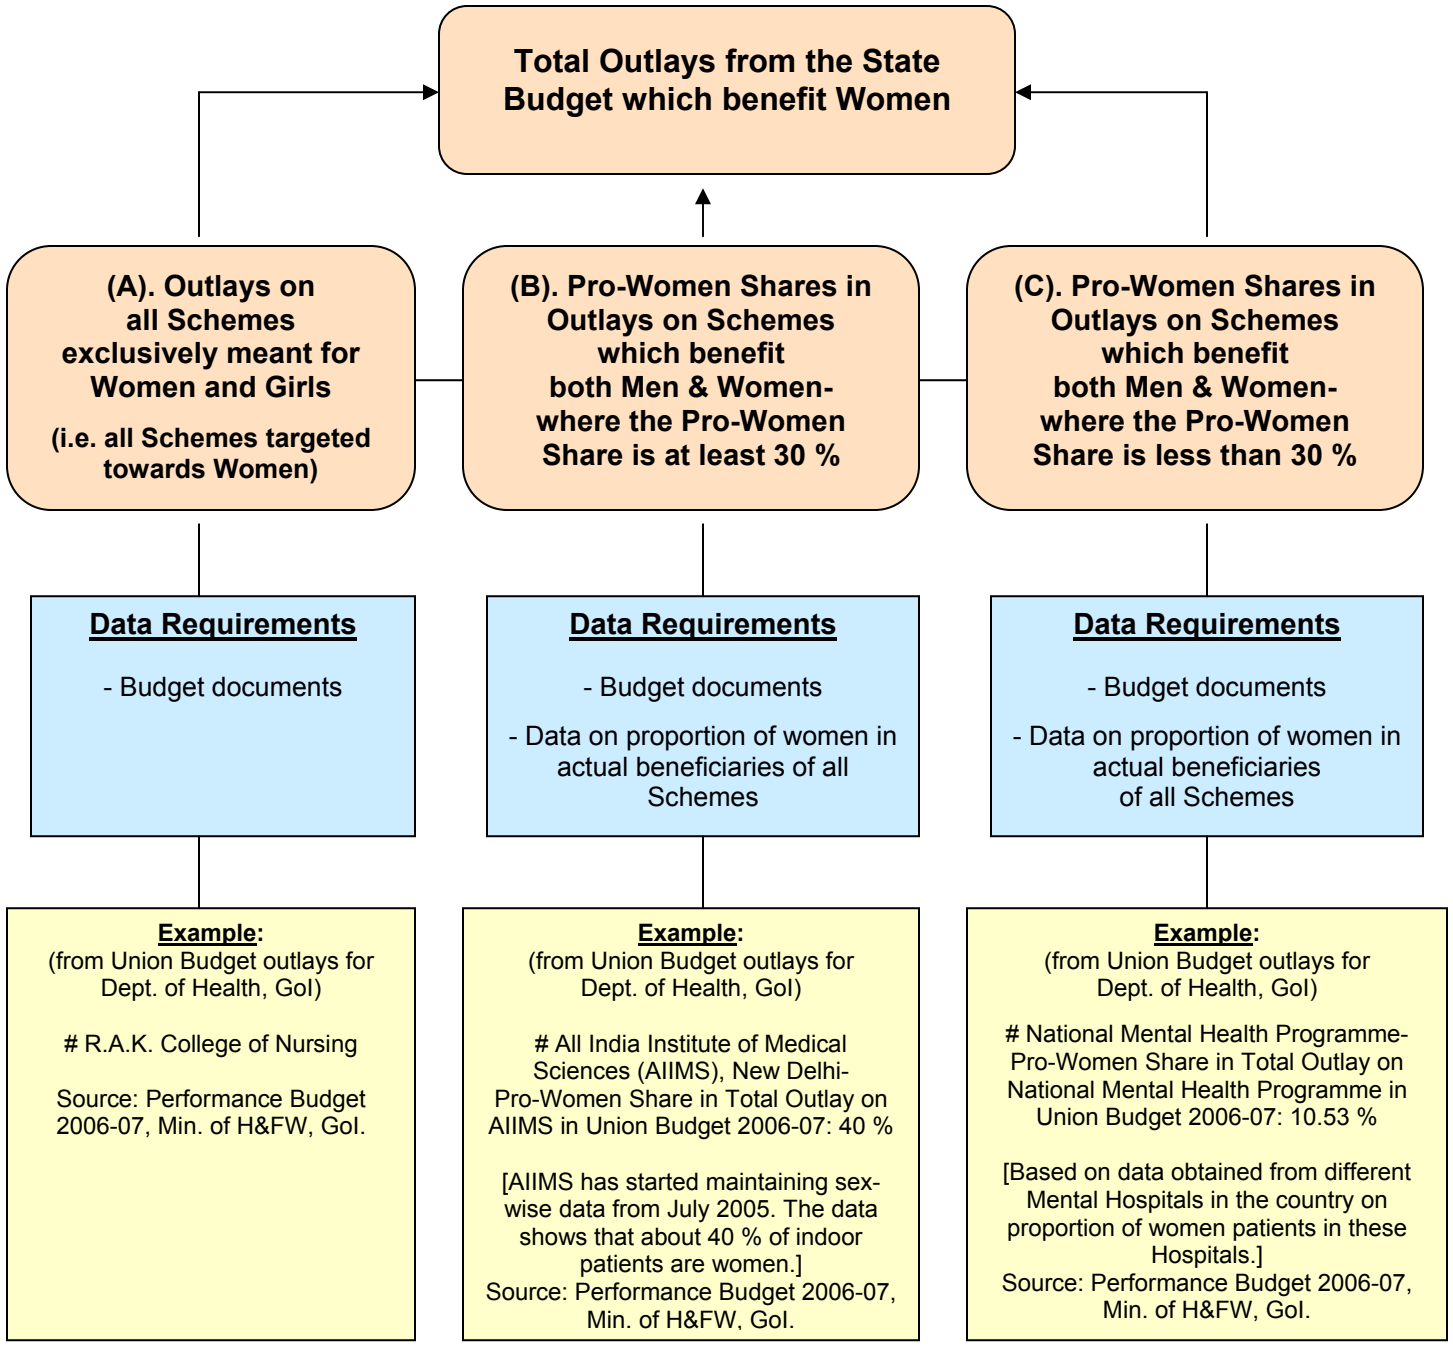 Total Outlays from the State
Budget which benefit Women
(A). Outlays on
all Schemes
exclusively meant for
Women and Girls
(i.e. all Schemes targeted
towards Women)
(B). Pro-Women Shares in
Outlays on Schemes
which benefit
both Men & Women-
where the Pro-Women
Share is at least 30 %
(C). Pro-Women Shares in
Outlays on Schemes
which benefit
both Men & Women-
where the Pro-Women
Share is less than 30 %
Data Requirements
- Budget documents
Data Requirements
- Budget documents
- Data on proportion of women in
actual beneficiaries of all
Schemes
Data Requirements
- Budget documents
- Data on proportion of women in
actual beneficiaries
of all Schemes
Example:
(from Union Budget outlays for
Dept. of Health, GoI)
# R.A.K. College of Nursing
Source: Performance Budget
2006-07, Min. of H&FW, GoI.
Example:
(from Union Budget outlays for
Dept. of Health, GoI)
# All India Institute of Medical
Sciences (AIIMS), New Delhi-
Pro-Women Share in Total Outlay on
AIIMS in Union Budget 2006-07: 40 %
[AIIMS has started maintaining sex-
wise data from July 2005. The data
shows that about 40 % of indoor
patients are women.]
Source: Performance Budget 2006-07,
Min. of H&FW, GoI.
Example:
(from Union Budget outlays for
Dept. of Health, GoI)
# National Mental Health Programme-
Pro-Women Share in Total Outlay on
National Mental Health Programme in
Union Budget 2006-07: 10.53 %
[Based on data obtained from different
Mental Hospitals in the country on
proportion of women patients in these
Hospitals.]
Source: Performance Budget 2006-07,
Min. of H&FW, GoI.